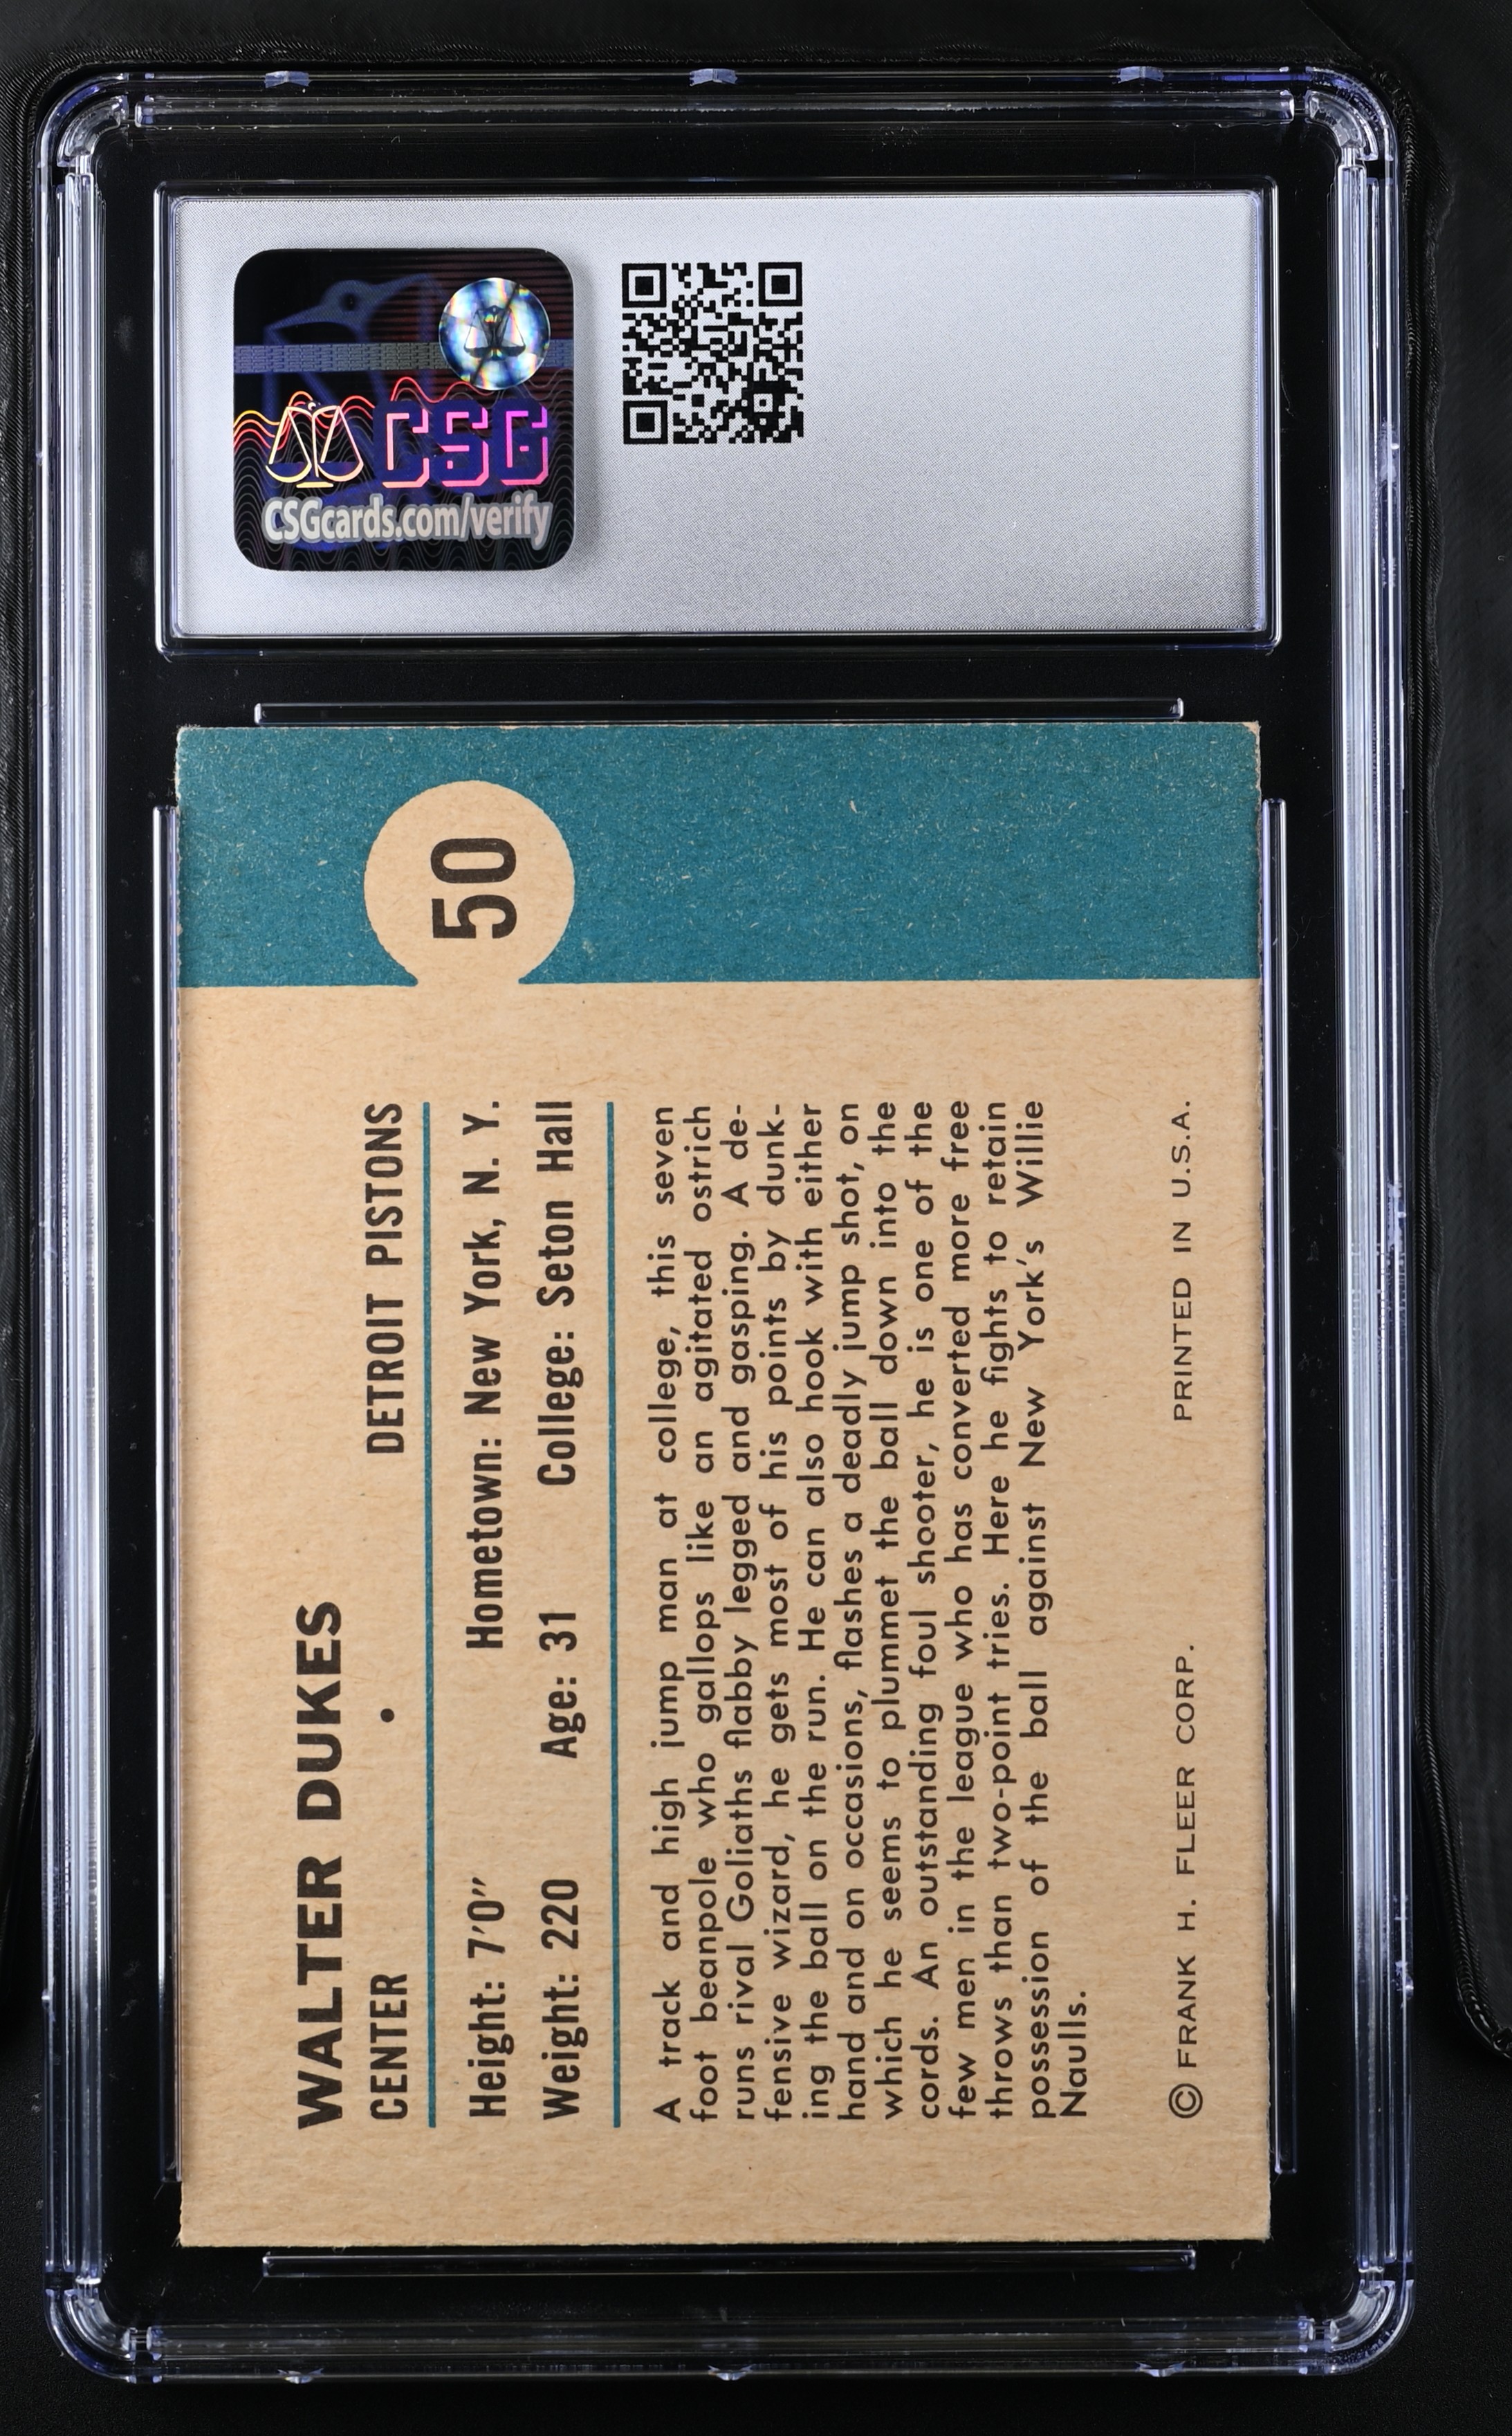 CSG
CSGcards.com/verify
50
WALTER DUKES
CENTER • DETROIT PISTONS
Height: 7'0" Hometown: New York, N. Y.
Weight: 220 Age: 31 College: Seton Hall
A track and high jump man at college, this seven
foot beanpole who gallops like an agitated ostrich
runs rival Goliaths flabby legged and gasping. A de-
fensive wizard, he gets most of his points by dunk-
ing the ball on the run. He can also hook with either
hand and on occasions, flashes a deadly jump shot, on
which he seems to plummet the ball down into the
cords. An outstanding foul shooter, he is one of the
few men in the league who has converted more free
throws than two-point tries. Here he fights to retain
possession of the ball against New York's Willie
Naulls.
© FRANK H. FLEER CORP. PRINTED IN U.S.A.